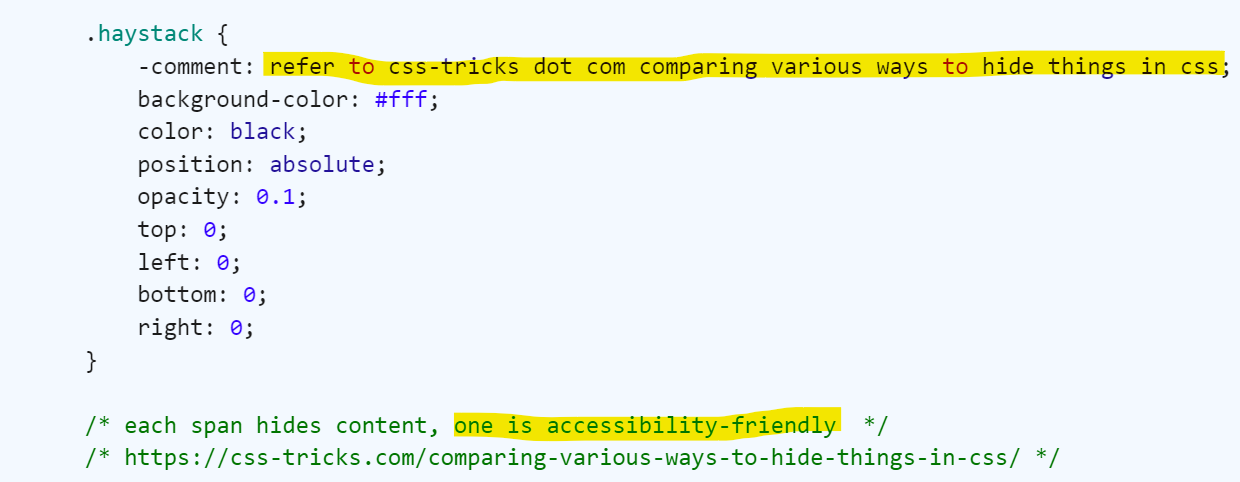 .haystack {
-comment: refer to css-tricks dot com comparing various ways to hide things in css;
background-color: #fff;
color: black;
position: absolute;
opacity: 0.1;
top: 0;
left: 0;
bottom: 0;
right: 0;
}
/* each span hides content, one is accessibility-friendly  */
/* https://css-tricks.com/comparing-various-ways-to-hide-things-in-css/ */